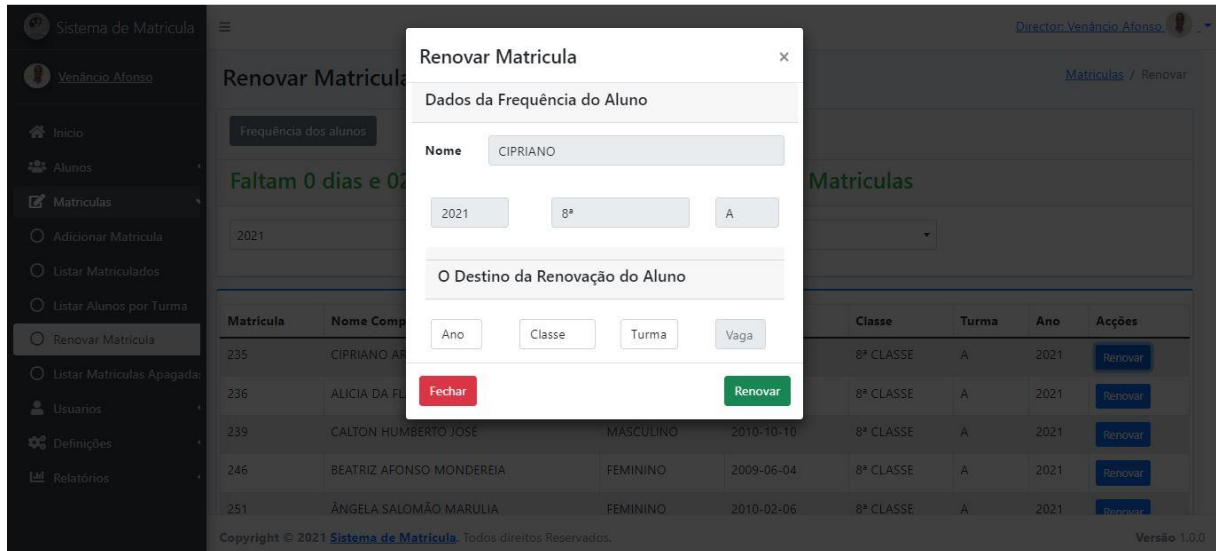 Sistema de Matricula
Director: Venâncio Afonso
Venâncio Afonso
Inicio
Alunos
Matriculas
Adicionar Matricula
Listar Matriculados
Listar Alunos por Turma
Renovar Matricula
Listar Matriculas Apagadas
Usuarios
Definições
Relatórios
Renovar Matricula
Matriculas / Renovar
Frequência dos alunos
Faltam 0 dias e 02
Matriculas
2021
Renovar Matricula ×
Dados da Frequência do Aluno
Nome CIPRIANO
2021 8ª A
O Destino da Renovação do Aluno
Ano Classe Turma Vaga
Fechar Renovar
Matricula Nome Comp Classe Turma Ano Acções
235 CIPRIANO AR 8ª CLASSE A 2021 Renovar
236 ALICIA DA FL 8ª CLASSE A 2021 Renovar
239 CALTON HUMBERTO JOSÉ MASCULINO 2010-10-10 8ª CLASSE A 2021 Renovar
246 BEATRIZ AFONSO MONDEREIA FEMININO 2009-06-04 8ª CLASSE A 2021 Renovar
251 ÂNGELA SALOMÃO MARULIA FEMININO 2010-02-06 8ª CLASSE A 2021 Renovar
Copyright © 2021 Sistema de Matricula. Todos direitos Reservados. Versão 1.0.0